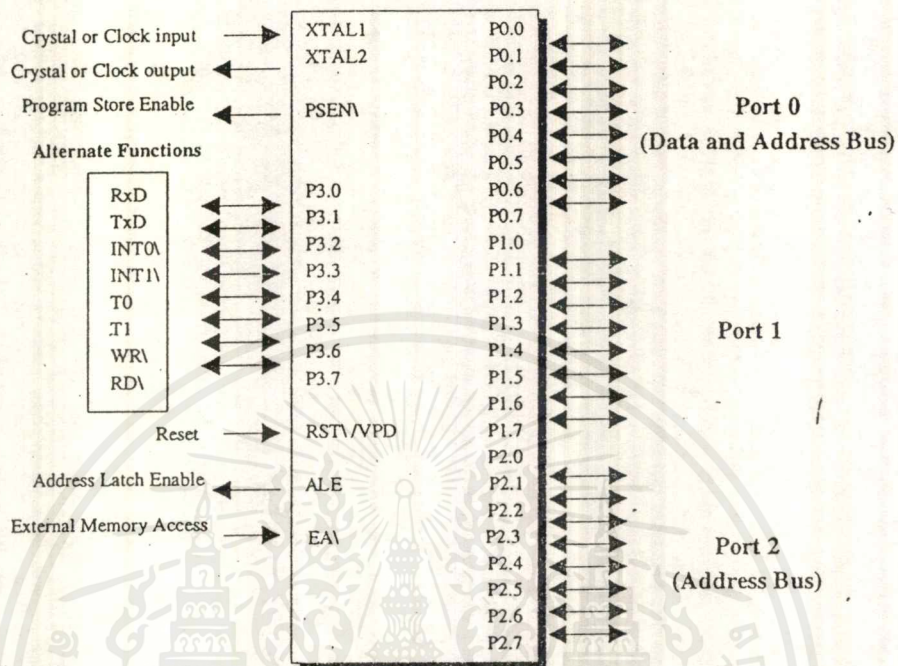 Crystal or Clock input
Crystal or Clock output
Program Store Enable
Alternate Functions
RxD
TxD
INT0\
INT1\
T0
T1
WR\
RD\
Reset
Address Latch Enable
External Memory Access
XTAL1
XTAL2
PSEN\
P3.0
P3.1
P3.2
P3.3
P3.4
P3.5
P3.6
P3.7
RST\/VPD
ALE
EA\
P0.0
P0.1
P0.2
P0.3
P0.4
P0.5
P0.6
P0.7
P1.0
P1.1
P1.2
P1.3
P1.4
P1.5
P1.6
P1.7
P2.0
P2.1
P2.2
P2.3
P2.4
P2.5
P2.6
P2.7
Port 0
(Data and Address Bus)
Port 1
Port 2
(Address Bus)